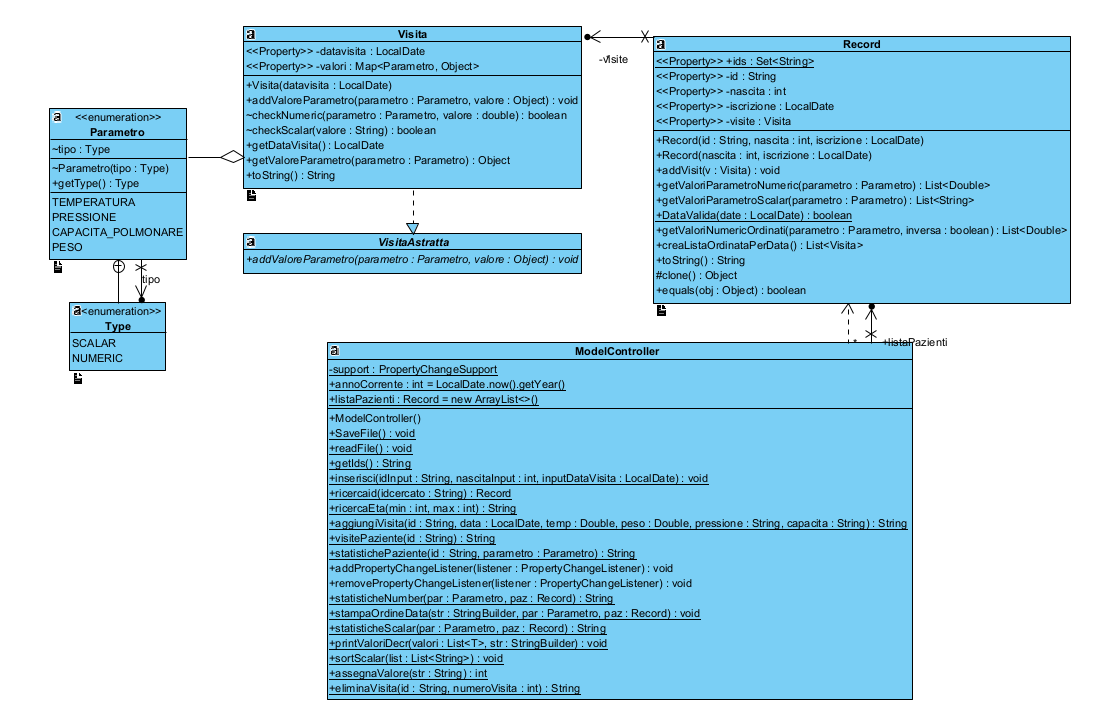 Visita
<<Property>> -datavisita : LocalDate
<<Property>> -valori : Map<Parametro, Object>
+Visita(datavisita : LocalDate)
+addValoreParametro(parametro : Parametro, valore : Object) : void
~checkNumeric(parametro : Parametro, valore : double) : boolean
~checkScalar(valore : String) : boolean
+getDataVisita() : LocalDate
+getValoreParametro(parametro : Parametro) : Object
+toString() : String
-visite
Record
<<Property>> +ids : Set<String>
<<Property>> -id : String
<<Property>> -nascita : int
<<Property>> -iscrizione : LocalDate
<<Property>> -visite : Visita
+Record(id : String, nascita : int, iscrizione : LocalDate)
+Record(nascita : int, iscrizione : LocalDate)
+addVisit(v : Visita) : void
+getValoriParametroNumeric(parametro : Parametro) : List<Double>
+getValoriParametroScalar(parametro : Parametro) : List<String>
+DataValida(date : LocalDate) : boolean
+getValoriNumericOrdinati(parametro : Parametro, inversa : boolean) : List<Double>
+creaListaOrdinataPerData() : List<Visita>
+toString() : String
#clone() : Object
+equals(obj : Object) : boolean
<<enumeration>>
Parametro
~tipo : Type
~Parametro(tipo : Type)
+getType() : Type
TEMPERATURA
PRESSIONE
CAPACITA_POLMONARE
PESO
VisitaAstratta
+addValoreParametro(parametro : Parametro, valore : Object) : void
tipo
<<enumeration>>
Type
SCALAR
NUMERIC
*
+listaPazienti
ModelController
-support : PropertyChangeSupport
+annoCorrente : int = LocalDate.now().getYear()
+listaPazienti : Record = new ArrayList<>()
+ModelController()
+SaveFile() : void
+readFile() : void
+getIds() : String
+inserisci(idInput : String, nascitaInput : int, inputDataVisita : LocalDate) : void
+ricercaid(idcercato : String) : Record
+ricercaEta(min : int, max : int) : String
+aggiungiVisita(id : String, data : LocalDate, temp : Double, peso : Double, pressione : String, capacita : String) : String
+visitePaziente(id : String) : String
+statistichePaziente(id : String, parametro : Parametro) : String
+addPropertyChangeListener(listener : PropertyChangeListener) : void
+removePropertyChangeListener(listener : PropertyChangeListener) : void
+statisticheNumber(par : Parametro, paz : Record) : String
+stampaOrdineData(str : StringBuilder, par : Parametro, paz : Record) : void
+statisticheScalar(par : Parametro, paz : Record) : String
+printValoriDecr(valori : List<T>, str : StringBuilder) : void
+sortScalar(list : List<String>) : void
+assegnaValore(str : String) : int
+eliminaVisita(id : String, numeroVisita : int) : String